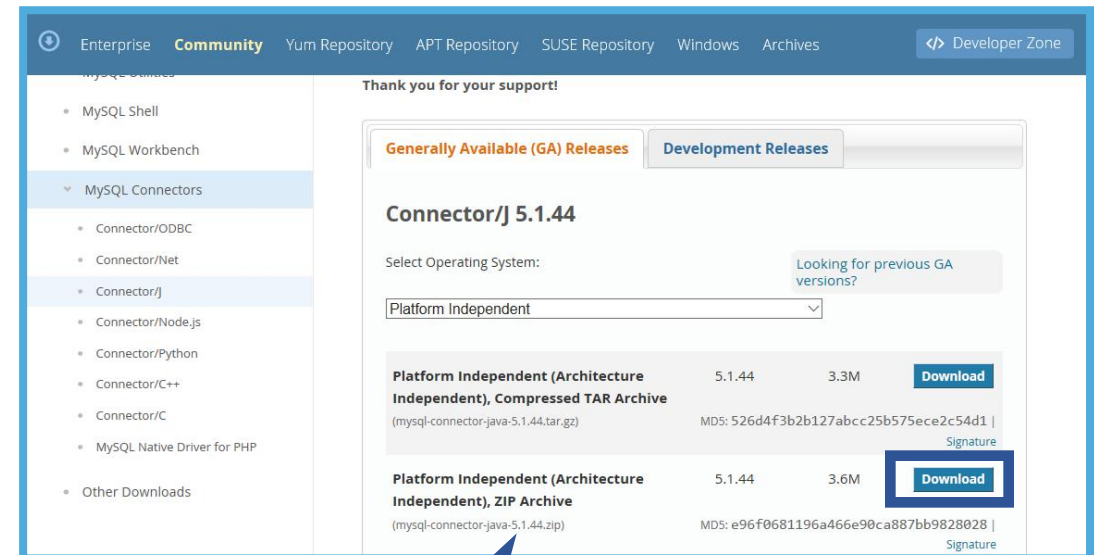 Enterprise Community Yum Repository APT Repository SUSE Repository Windows Archives </> Developer Zone
MySQL Utilities
MySQL Shell
MySQL Workbench
MySQL Connectors
Connector/ODBC
Connector/Net
Connector/J
Connector/Node.js
Connector/Python
Connector/C++
Connector/C
MySQL Native Driver for PHP
Other Downloads
Thank you for your support!
Generally Available (GA) Releases Development Releases
Connector/J 5.1.44
Select Operating System:
Looking for previous GA
versions?
Platform Independent
Platform Independent (Architecture 5.1.44 3.3M Download
Independent), Compressed TAR Archive
(mysql-connector-java-5.1.44.tar.gz) MD5: 526d4f3b2b127abcc25b575ece2c54d1 |
Signature
Platform Independent (Architecture 5.1.44 3.6M Download
Independent), ZIP Archive
(mysql-connector-java-5.1.44.zip) MD5: e96f0681196a466e90ca887bb9828028 |
Signature